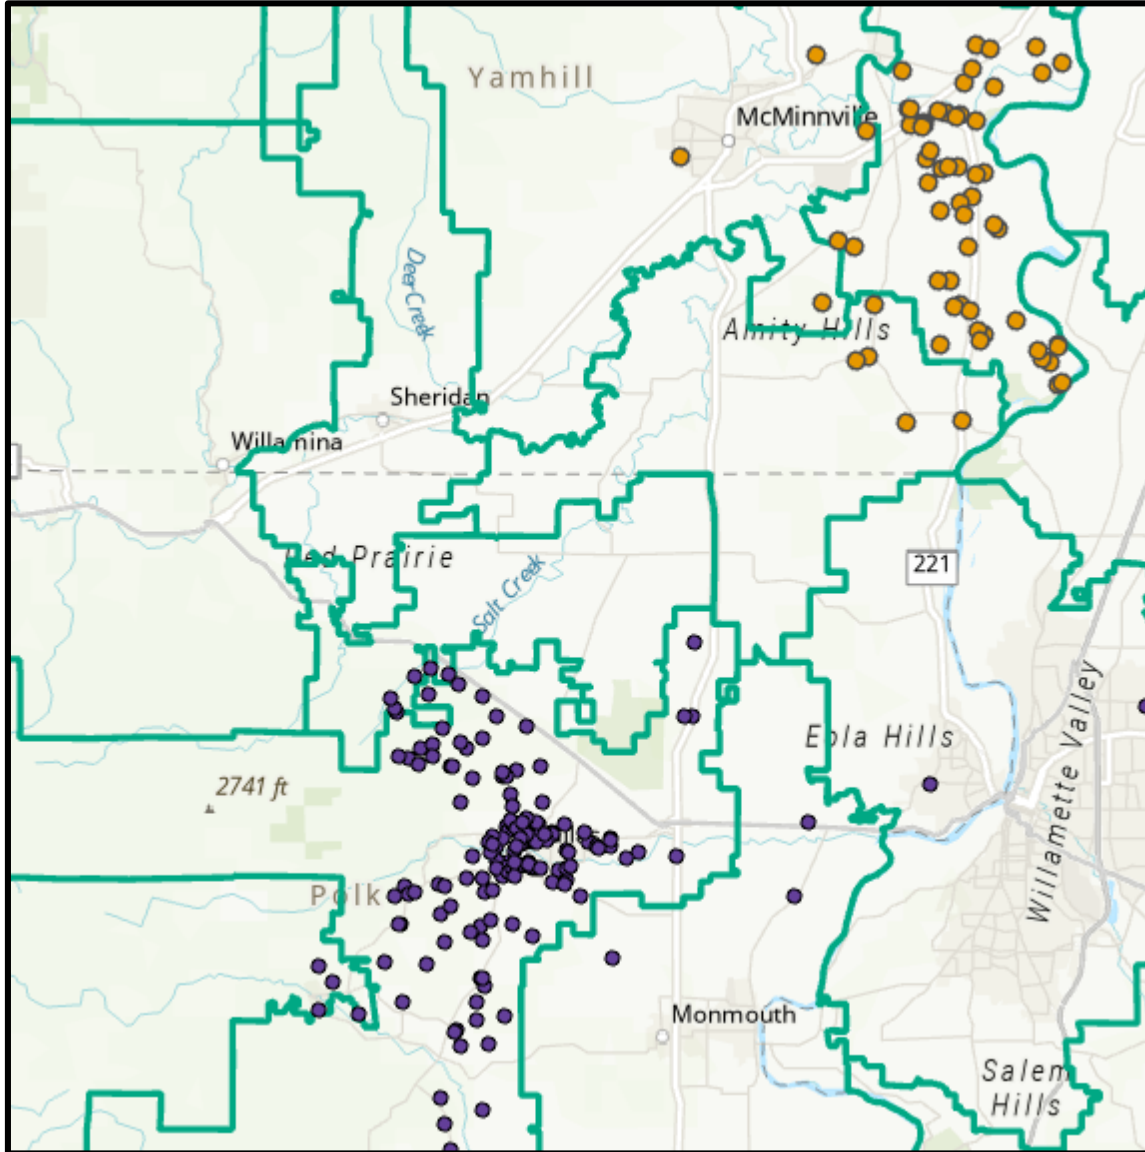 Yamhill
McMinnville
Deer Creek
Amity Hills
Sheridan
Willamina
Red Prairie
Salt Creek
221
Willamette Valley
Eola Hills
2741 ft
Polk
Monmouth
Salem
Hills